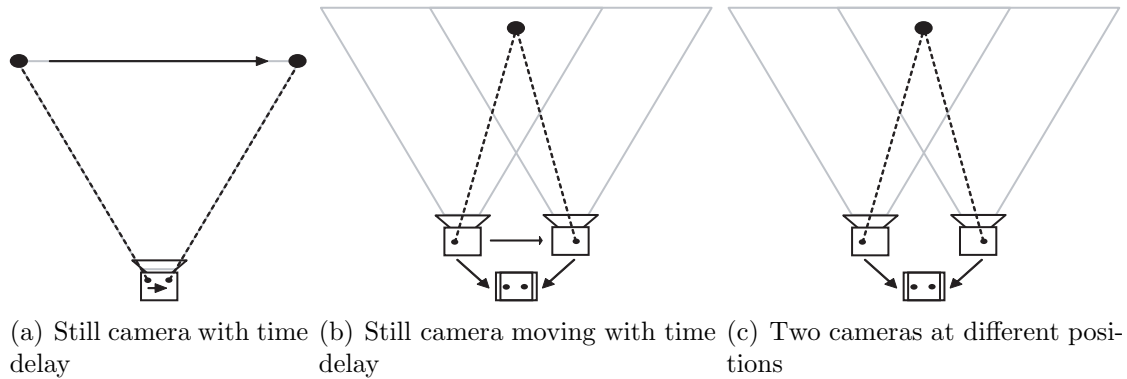 (a) Still camera with time
delay
(b) Still camera moving with time
delay
(c) Two cameras at different posi-
tions